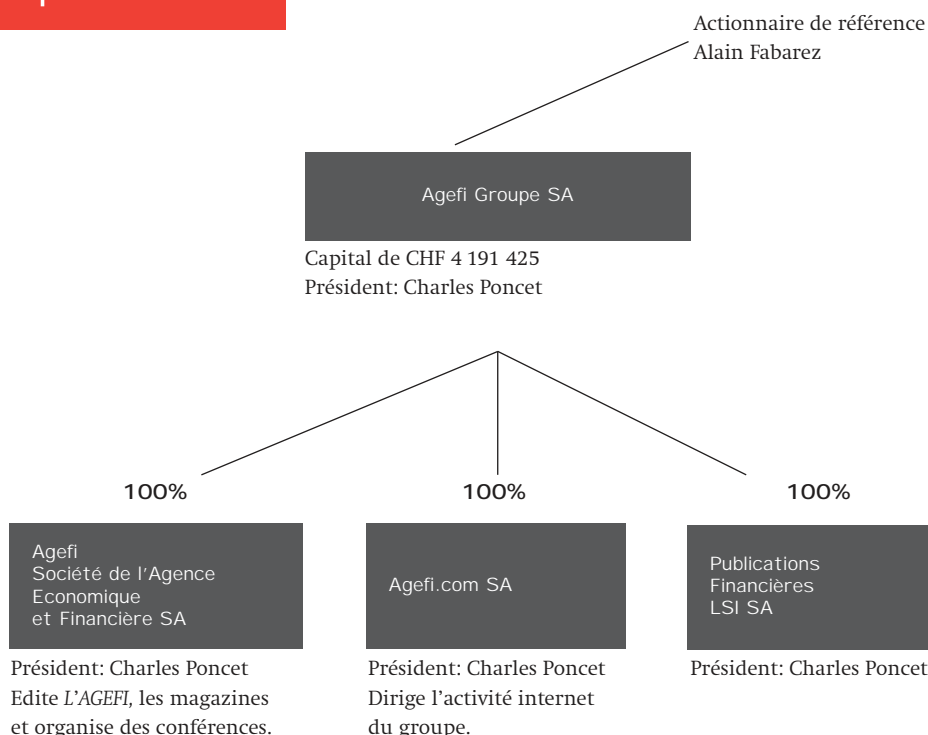 Actionnaire de référence
Alain Fabarez
Agefi Groupe SA
Capital de CHF 4 191 425
Président: Charles Poncet
100%
100%
100%
Agefi
Société de l'Agence
Economique
et Financière SA
Agefi.com SA
Publications
Financières
LSI SA
Président: Charles Poncet
Edite L'AGEFI, les magazines
et organise des conférences.
Président: Charles Poncet
Dirige l'activité internet
du groupe.
Président: Charles Poncet